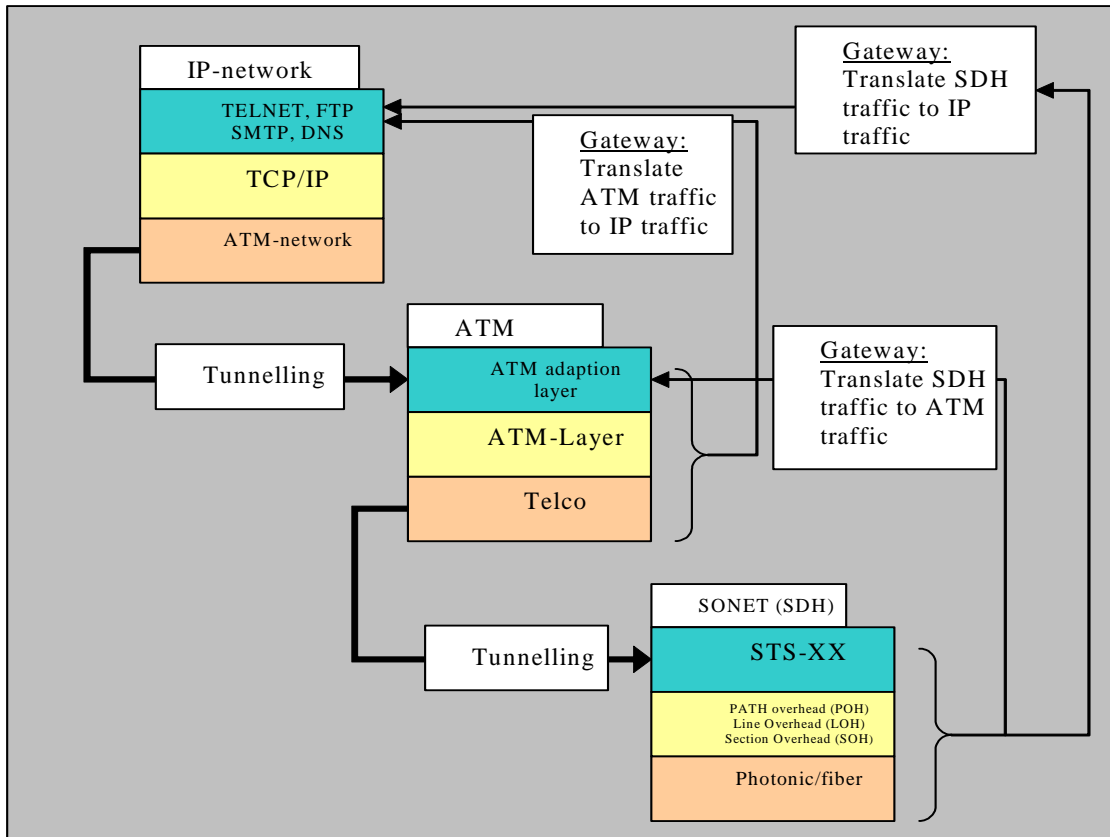 IP-network
TELNET, FTP
SMTP, DNS
TCP/IP
ATM-network
Gateway:
Translate SDH
traffic to IP
traffic
Gateway:
Translate
ATM traffic
to IP traffic
Tunnelling
ATM
ATM adaption
layer
ATM-Layer
Telco
Gateway:
Translate SDH
traffic to ATM
traffic
Tunnelling
SONET (SDH)
STS-XX
PATH overhead (POH)
Line Overhead (LOH)
Section Overhead (SOH)
Photonic/fiber